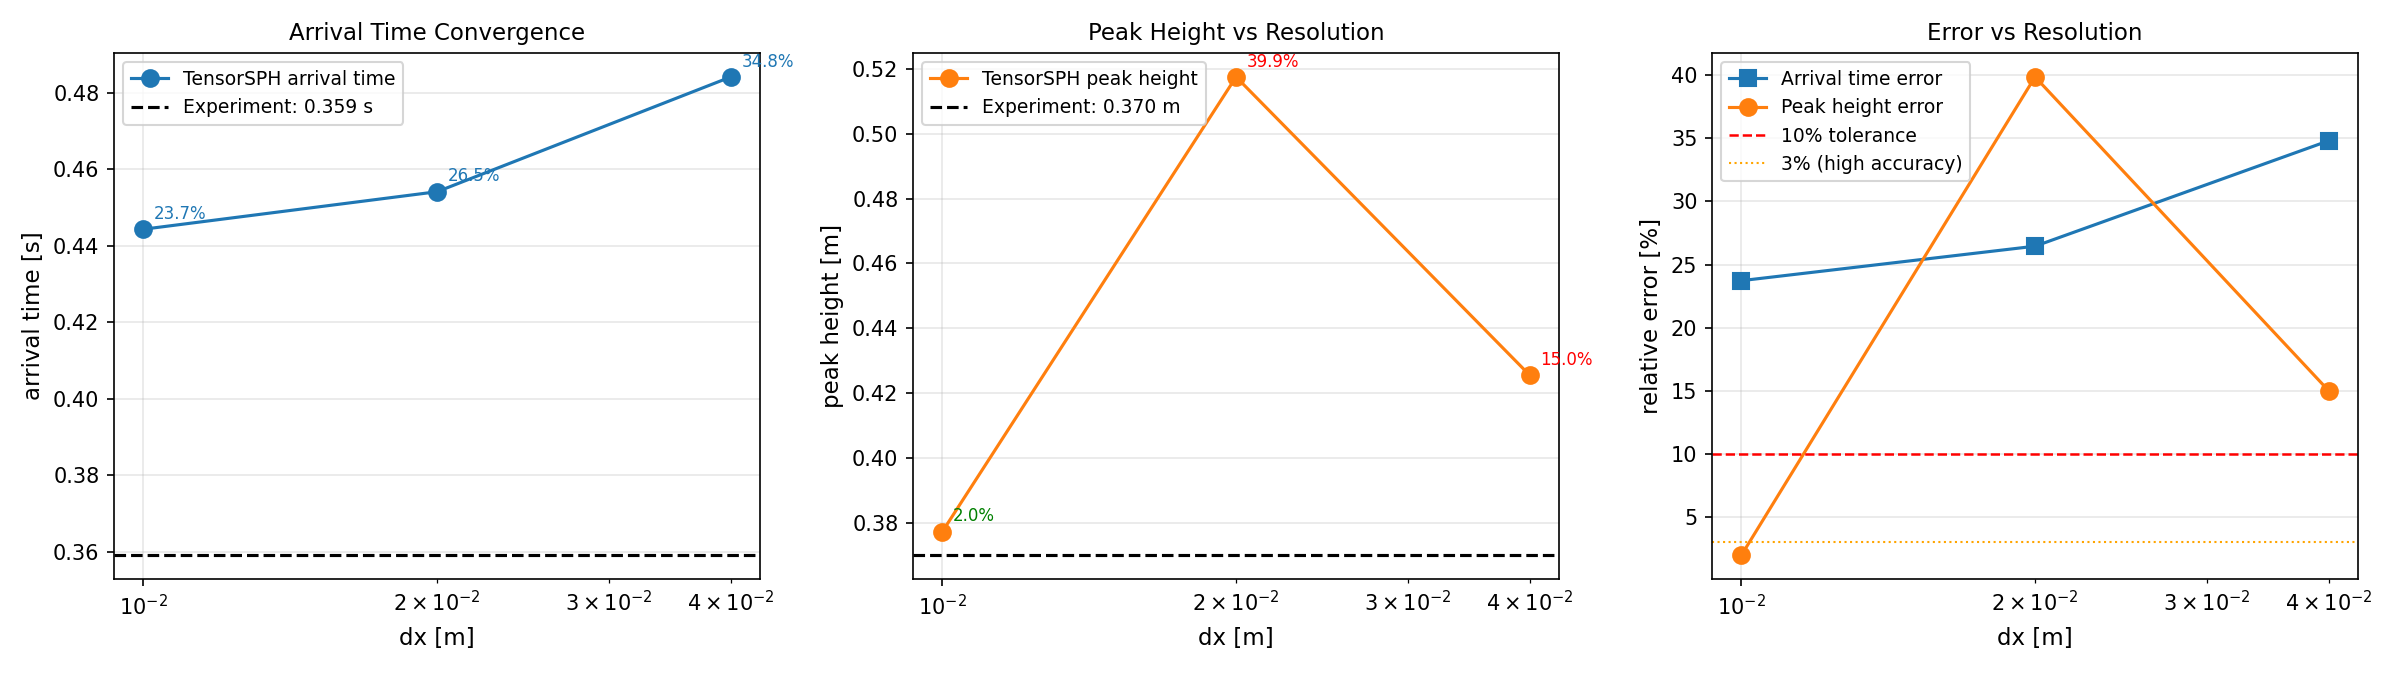 Arrival Time Convergence
TensorSPH arrival time
Experiment: 0.359 s
34.8%
26.5%
23.7%
0.48
0.46
0.44
0.42
0.40
0.38
0.36
arrival time [s]
10⁻²
2 × 10⁻²
3 × 10⁻²
4 × 10⁻²
dx [m]
Peak Height vs Resolution
TensorSPH peak height
Experiment: 0.370 m
39.9%
15.0%
2.0%
0.52
0.50
0.48
0.46
0.44
0.42
0.40
0.38
peak height [m]
10⁻²
2 × 10⁻²
3 × 10⁻²
4 × 10⁻²
dx [m]
Error vs Resolution
Arrival time error
Peak height error
10% tolerance
3% (high accuracy)
40
35
30
25
20
15
10
5
relative error [%]
10⁻²
2 × 10⁻²
3 × 10⁻²
4 × 10⁻²
dx [m]